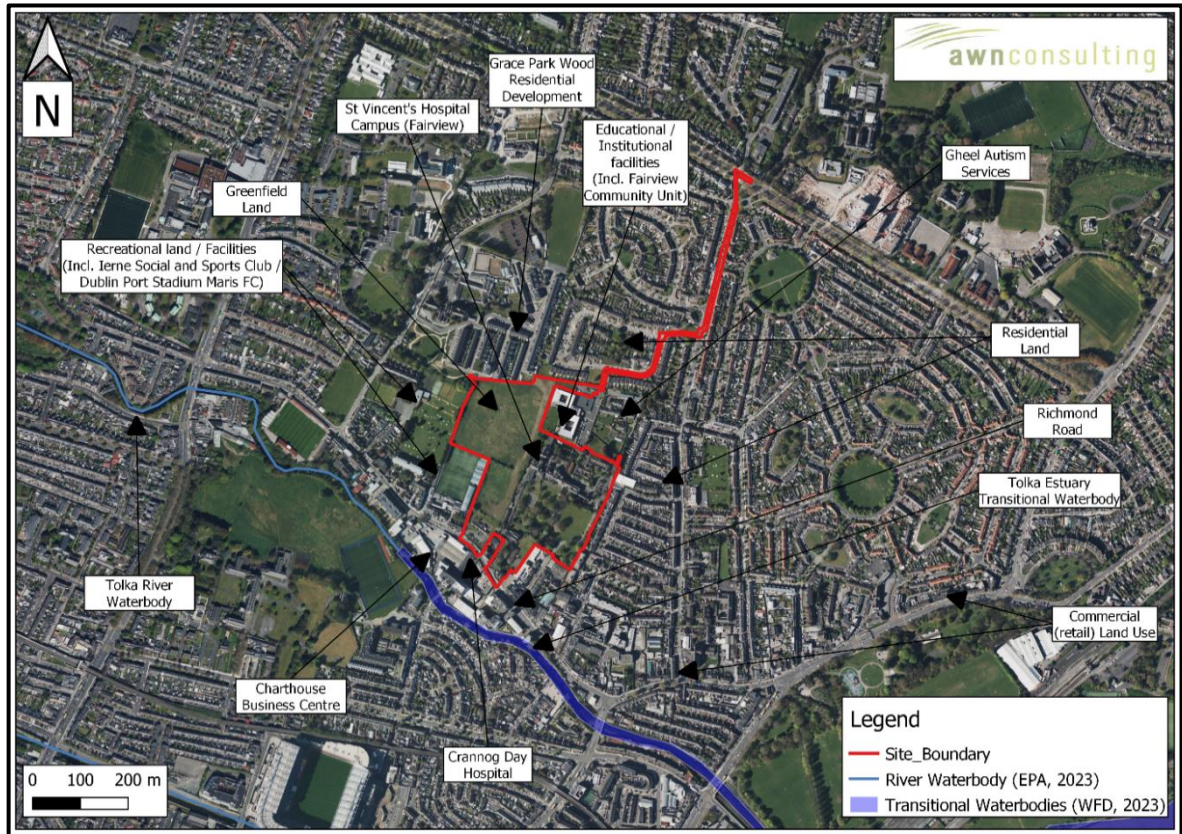 awnconsulting
N
Grace Park Wood
Residential
Development
St Vincent's Hospital
Campus (Fairview)
Educational /
Institutional
facilities
(Incl. Fairview
Community Unit)
Gheel Autism
Services
Greenfield
Land
Recreational land / Facilities
(Incl. Ierne Social and Sports Club /
Dublin Port Stadium Maris FC)
Residential
Land
Richmond
Road
Tolka Estuary
Transitional Waterbody
Tolka River
Waterbody
Commercial
(retail) Land Use
Charthouse
Business Centre
Crannog Day
Hospital
0 100 200 m
Legend
Site_Boundary
River Waterbody (EPA, 2023)
Transitional Waterbodies (WFD, 2023)